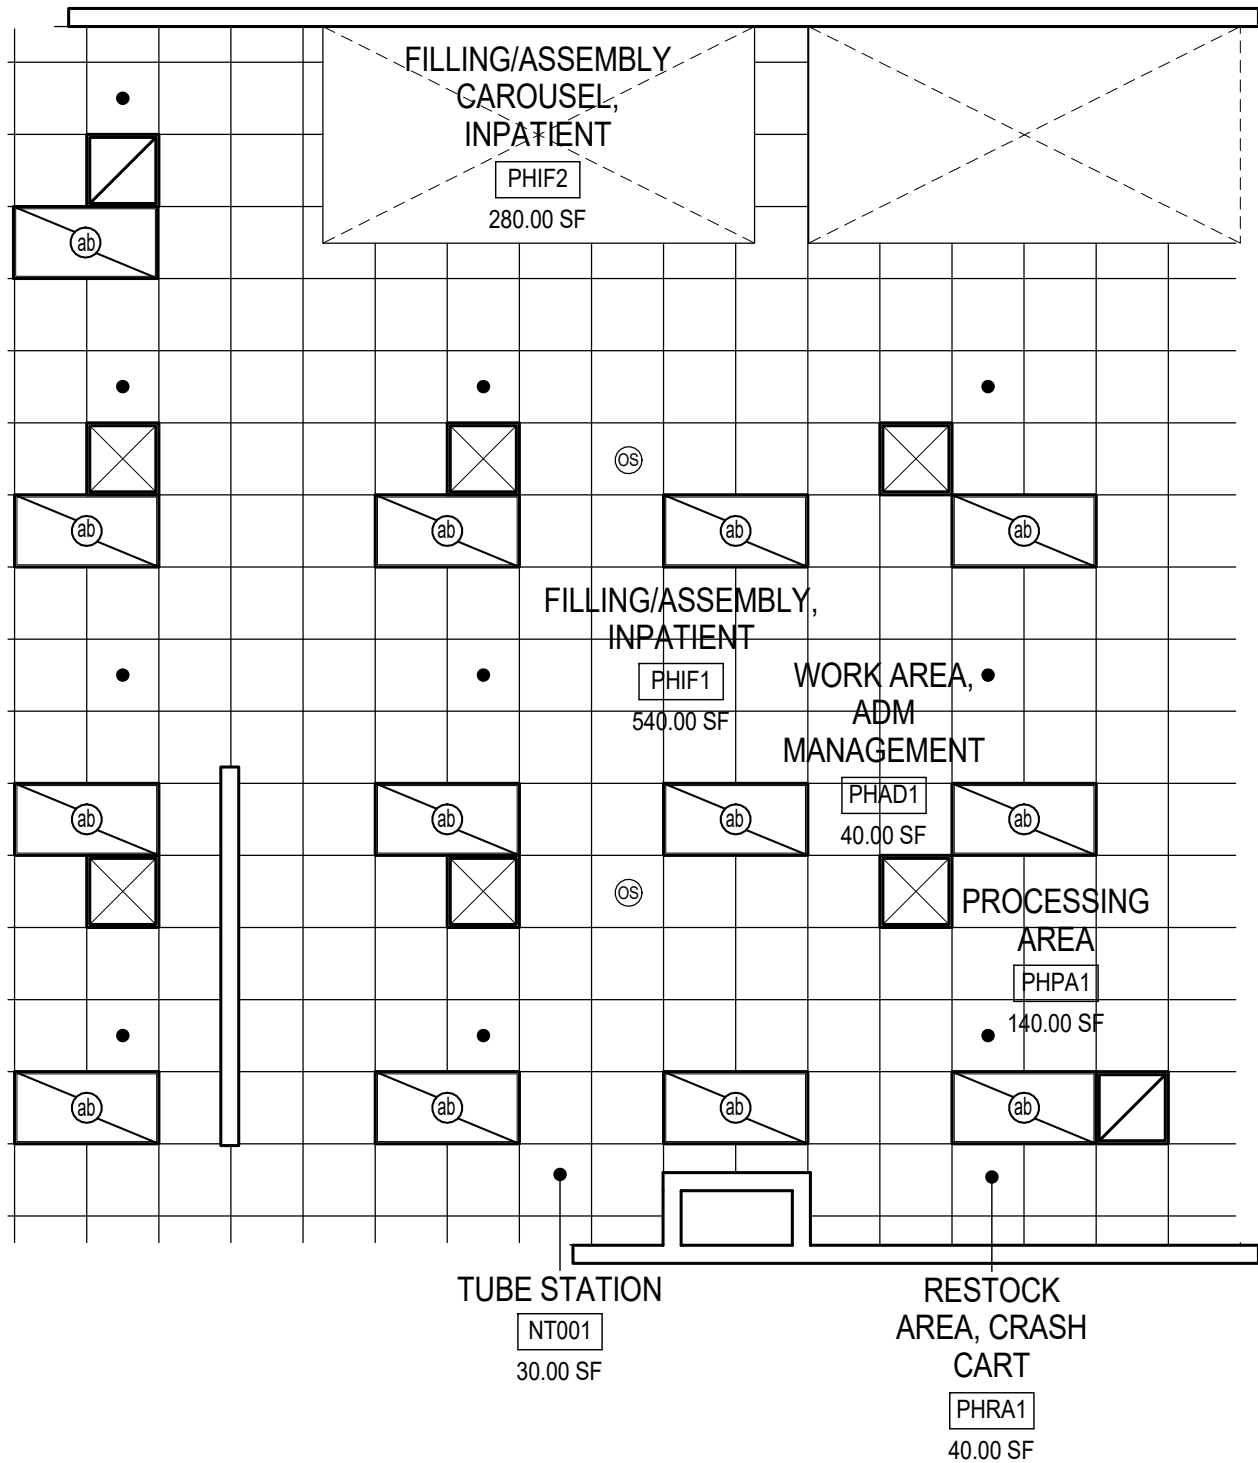 FILLING/ASSEMBLY
CAROUSEL,
INPATIENT
PHIF2
280.00 SF
ab
OS
ab
ab
ab
ab
FILLING/ASSEMBLY,
INPATIENT
PHIF1
540.00 SF
WORK AREA,
ADM
MANAGEMENT
PHAD1
40.00 SF
ab
ab
ab
ab
OS
PROCESSING
AREA
PHPA1
140.00 SF
ab
ab
ab
ab
TUBE STATION
NT001
30.00 SF
RESTOCK
AREA, CRASH
CART
PHRA1
40.00 SF